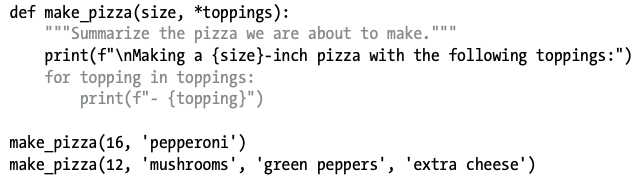 def make_pizza(size, *toppings):
    """Summarize the pizza we are about to make."""
    print(f"\nMaking a {size}-inch pizza with the following toppings:")
    for topping in toppings:
        print(f"- {topping}")

make_pizza(16, 'pepperoni')
make_pizza(12, 'mushrooms', 'green peppers', 'extra cheese')